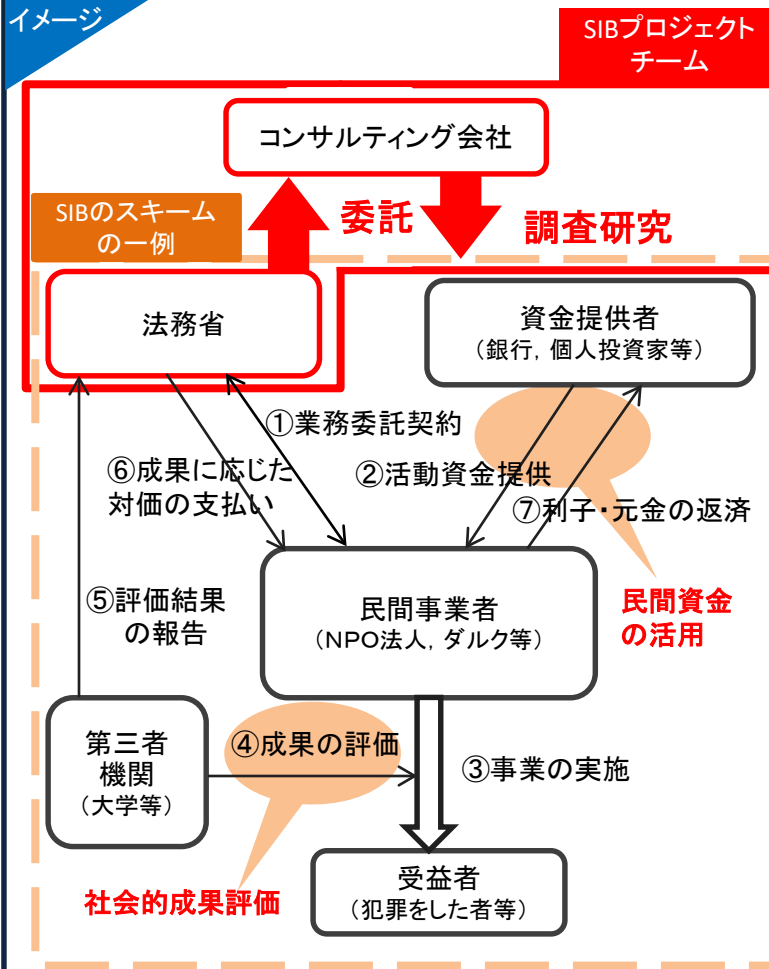 イメージ
SIBプロジェクト
チーム
コンサルティング会社
SIBのスキーム
の一例
委託
調査研究
法務省
資金提供者
（銀行，個人投資家等）
①業務委託契約
⑥成果に応じた
対価の支払い
②活動資金提供
⑦利子・元金の返済
⑤評価結果
の報告
民間事業者
（NPO法人，ダルク等）
民間資金
の活用
第三者
機関
（大学等）
④成果の評価
③事業の実施
社会的成果評価
受益者
（犯罪をした者等）